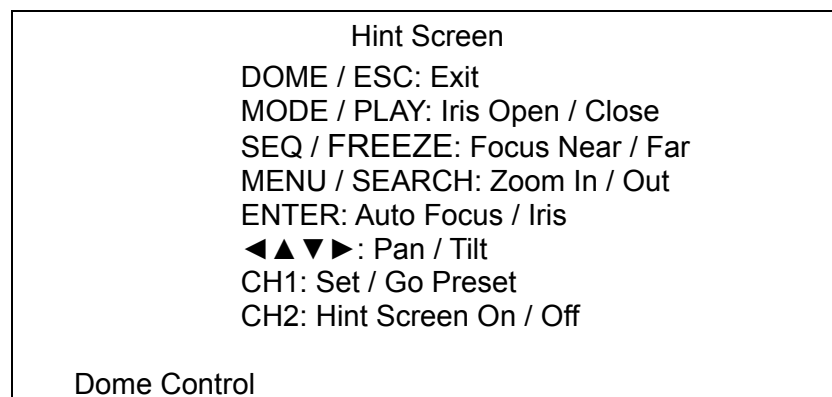 Hint Screen
DOME / ESC: Exit
MODE / PLAY: Iris Open / Close
SEQ / FREEZE: Focus Near / Far
MENU / SEARCH: Zoom In / Out
ENTER: Auto Focus / Iris
◄▲▼►: Pan / Tilt
CH1: Set / Go Preset
CH2: Hint Screen On / Off
Dome Control